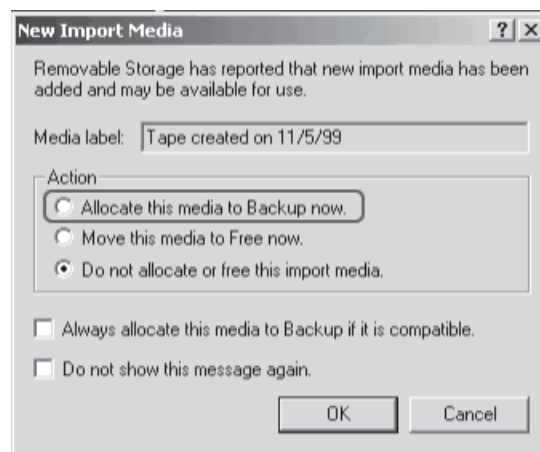 New Import Media
Removable Storage has reported that new import media has been
added and may be available for use.
Media label: Tape created on 11/5/99
Action
Allocate this media to Backup now.
Move this media to Free now.
Do not allocate or free this import media.
Always allocate this media to Backup if it is compatible.
Do not show this message again.
OK Cancel